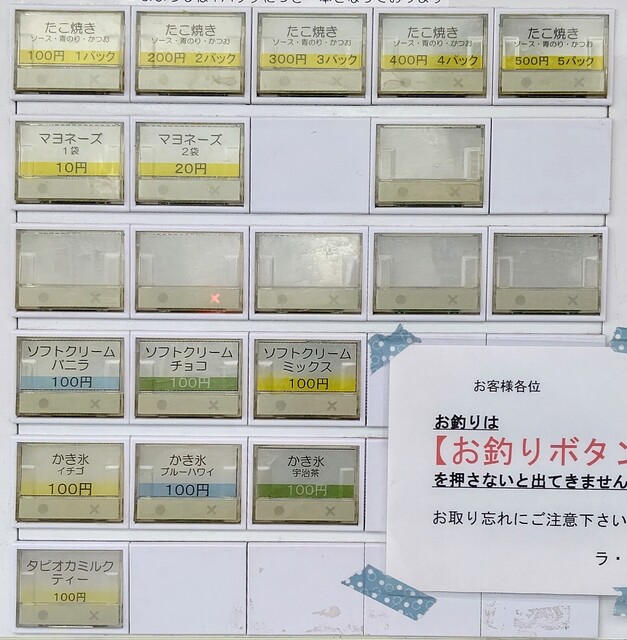 たこ焼き
ソース・青のり・かつお
100円 1パック
たこ焼き
ソース・青のり・かつお
200円 2パック
たこ焼き
ソース・青のり・かつお
300円 3パック
たこ焼き
ソース・青のり・かつお
400円 4パック
たこ焼き
ソース・青のり・かつお
500円 5パック
マヨネーズ
1袋
10円
マヨネーズ
2袋
20円
ソフトクリーム
バニラ
100円
ソフトクリーム
チョコ
100円
ソフトクリーム
ミックス
100円
かき氷
イチゴ
100円
かき氷
ブルーハワイ
100円
かき氷
宇治茶
100円
タピオカミルク
ティー
100円
お客様各位
お釣りは
【お釣りボタン
を押さないと出てきません
お取り忘れにご注意下さい
ラ・